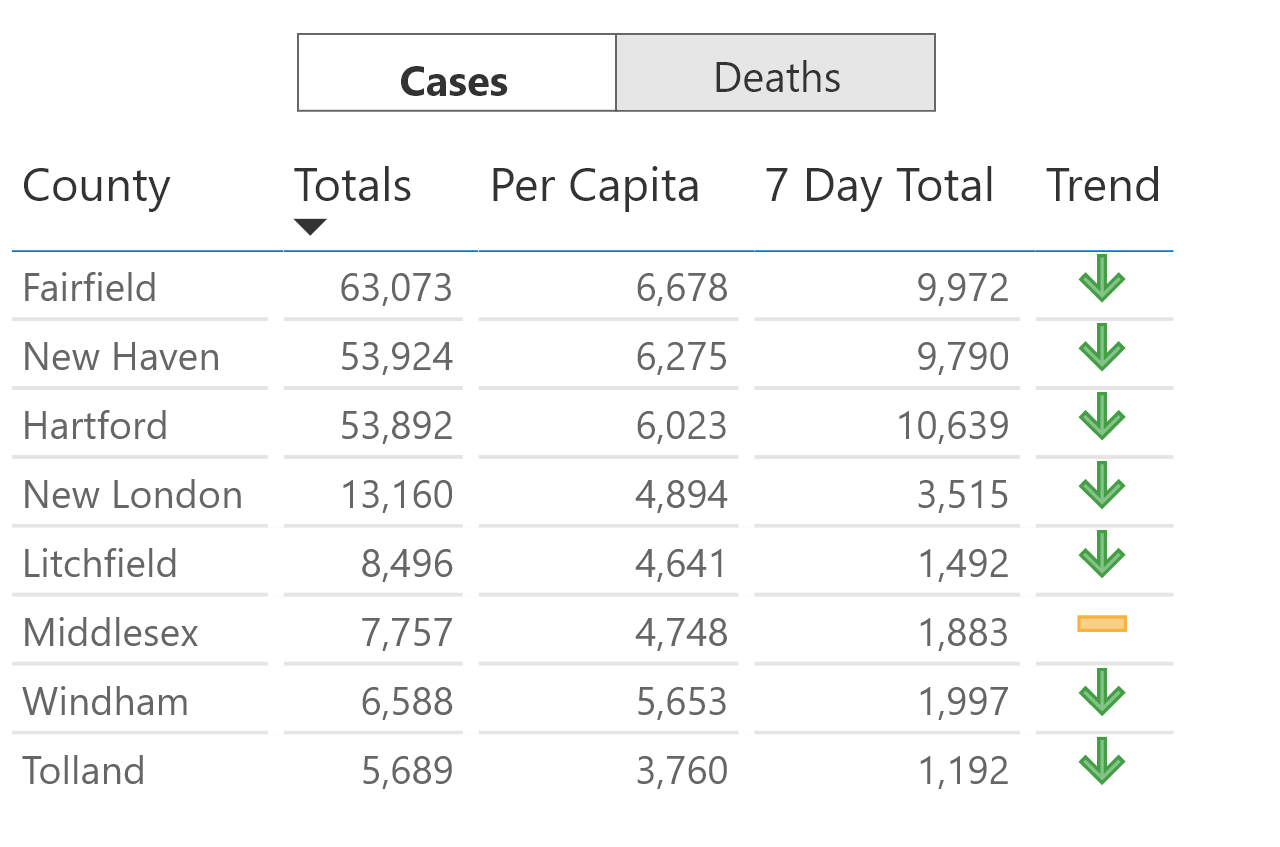 Cases Deaths
County Totals Per Capita 7 Day Total Trend
Fairfield 63,073 6,678 9,972
New Haven 53,924 6,275 9,790
Hartford 53,892 6,023 10,639
New London 13,160 4,894 3,515
Litchfield 8,496 4,641 1,492
Middlesex 7,757 4,748 1,883
Windham 6,588 5,653 1,997
Tolland 5,689 3,760 1,192